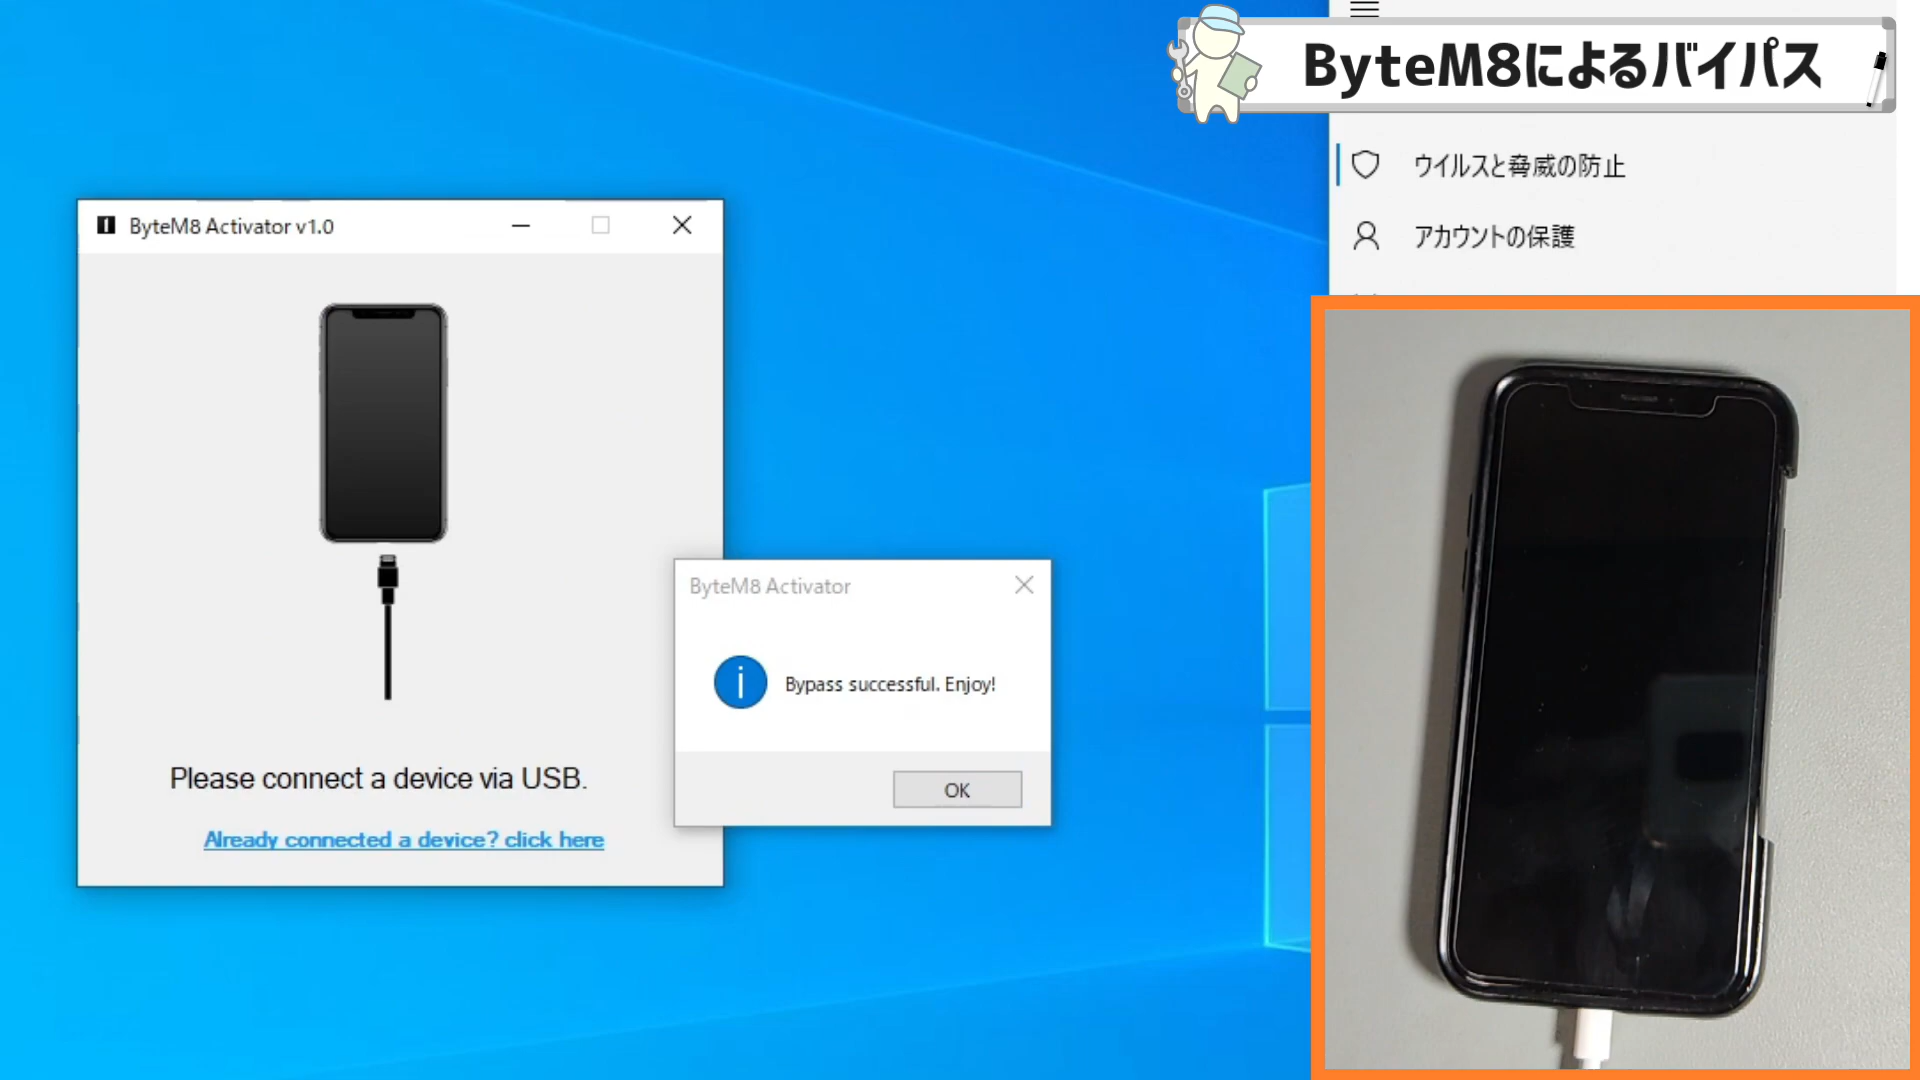 ByteM8によるバイパス
ウイルスと脅威の防止
アカウントの保護
ByteM8 Activator v1.0
Please connect a device via USB.
Already connected a device? click here
ByteM8 Activator
Bypass successful. Enjoy!
OK